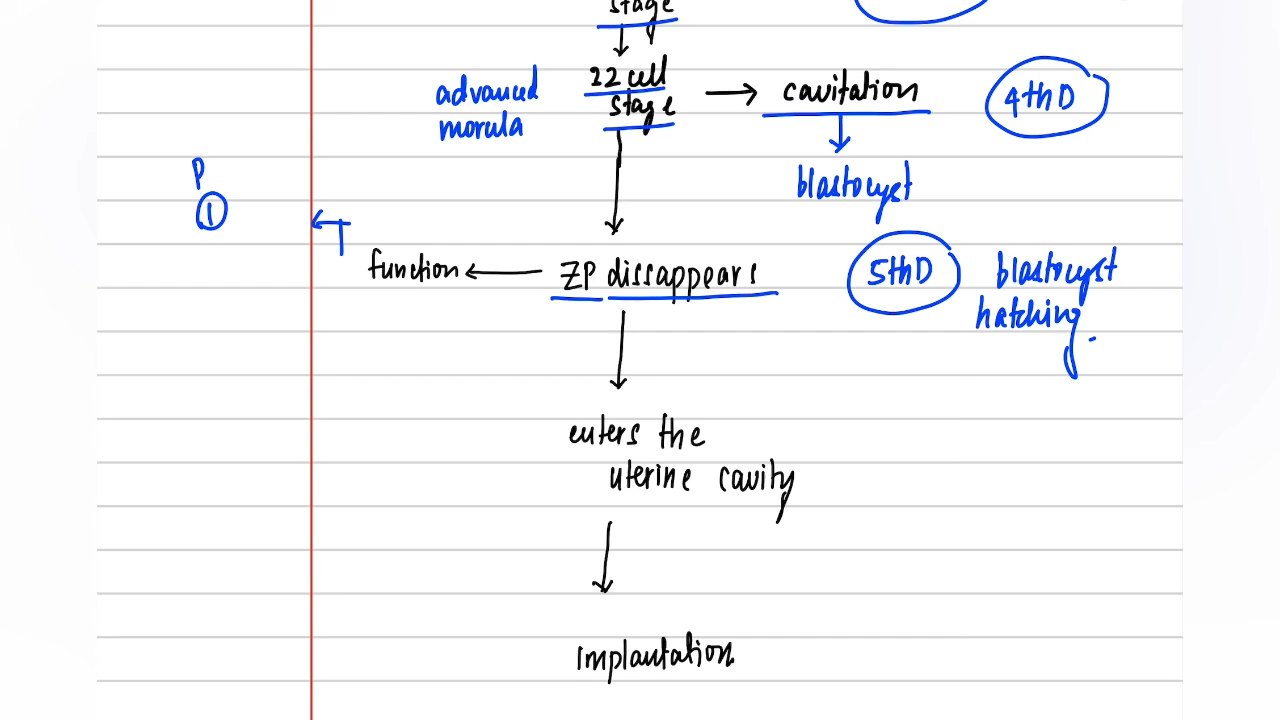 stage
22 cell → cavitation 4thD
advanced stage
morula
blastocyst
P
1
function ← ZP dissappears 5thD blastocyst
hatching
enters the
uterine cavity
Implantation